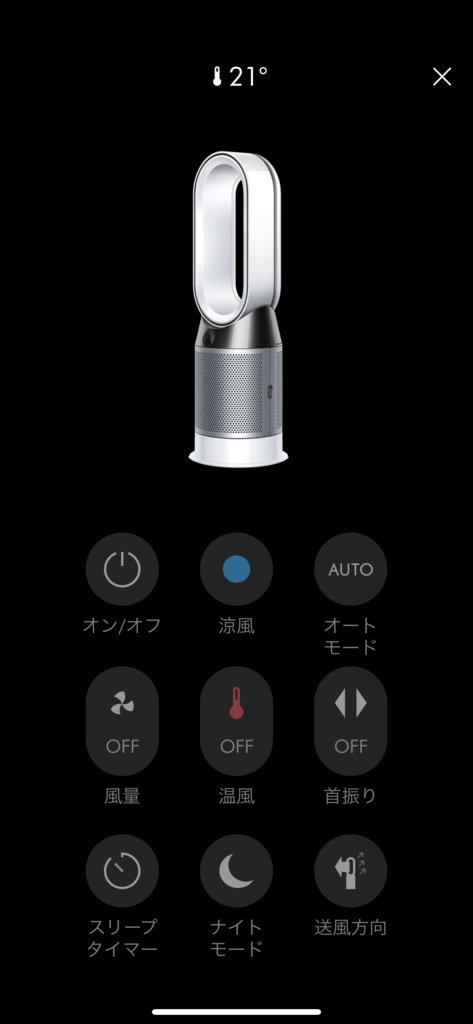 21°
AUTO
オン/オフ
涼風
オート
モード
OFF
OFF
OFF
風量
温風
首振り
スリープ
タイマー
ナイト
モード
送風方向